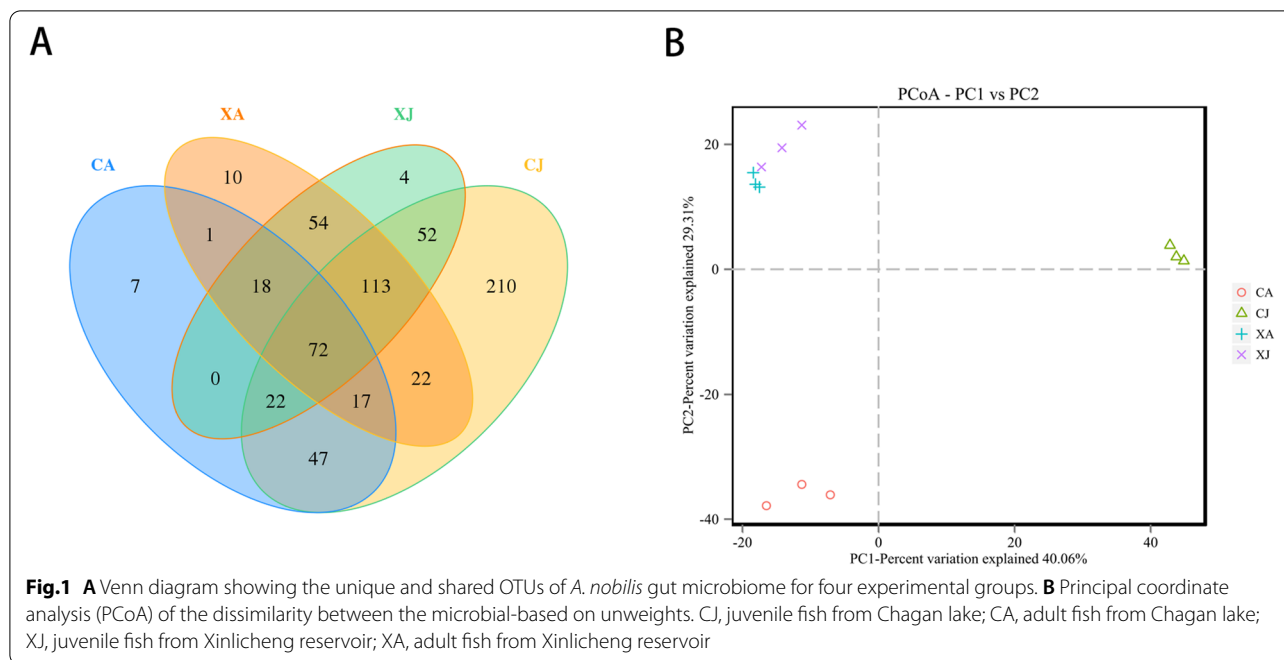 A
XA
XJ
CA
CJ
10
4
1
54
52
7
18
113
210
72
0
22
22
17
47
B
PCoA - PC1 vs PC2
PC2-Percent variation explained 29.31%
20
0
-20
-40
-20
0
20
40
PC1-Percent variation explained 40.06%
CA
CJ
XA
XJ
Fig.1 A Venn diagram showing the unique and shared OTUs of A. nobilis gut microbiome for four experimental groups. B Principal coordinate
analysis (PCoA) of the dissimilarity between the microbial-based on unweights. CJ, juvenile fish from Chagan lake; CA, adult fish from Chagan lake;
XJ, juvenile fish from Xinlicheng reservoir; XA, adult fish from Xinlicheng reservoir